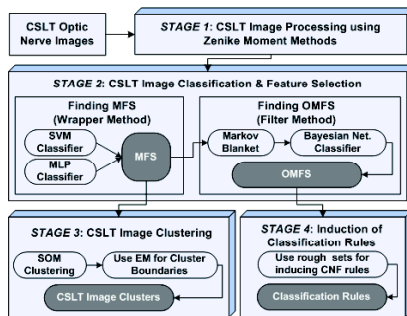 CSLT Optic
Nerve Images
STAGE 1: CSLT Image Processing using
Zenike Moment Methods
STAGE 2: CSLT Image Classification & Feature Selection
Finding MFS
(Wrapper Method)
SVM
Classifier
MLP
Classifier
MFS
Finding OMFS
(Filter Method)
Markov
Blanket
Bayesian Net.
Classifier
OMFS
STAGE 3: CSLT Image Clustering
SOM
Clustering
Use EM for Cluster
Boundaries
CSLT Image Clusters
STAGE 4: Induction of
Classification Rules
Use rough sets for
inducing CNF rules
Classification Rules